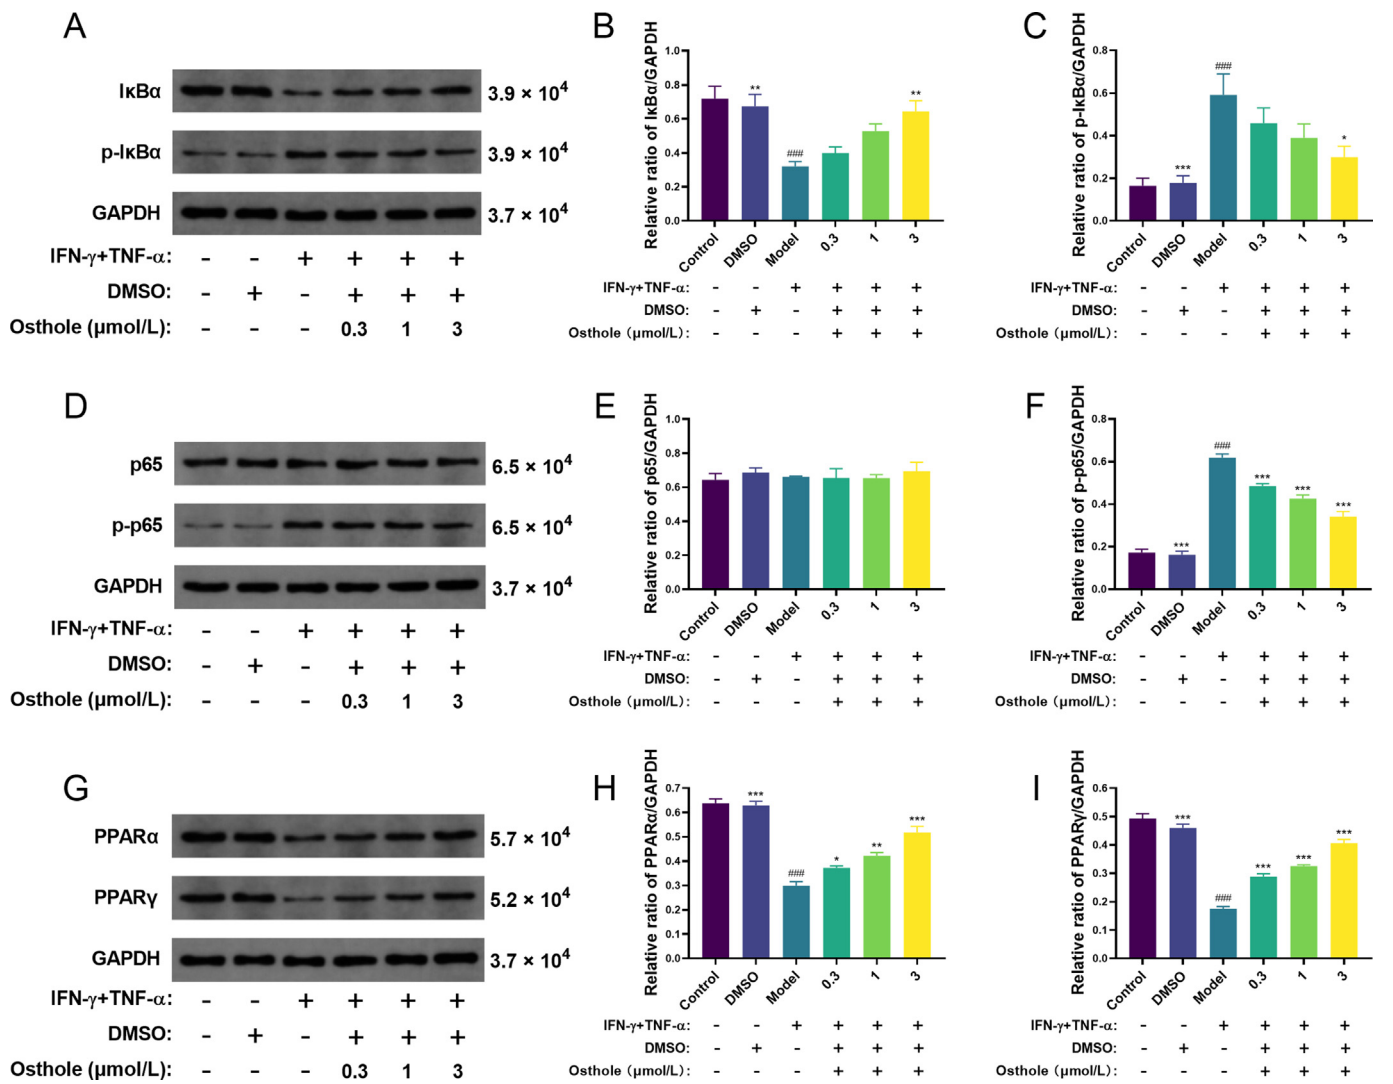 A
IκBα
3.9 × 10⁴
p-IκBα
3.9 × 10⁴
GAPDH
3.7 × 10⁴
IFN-γ+TNF-α: - - + + + +
DMSO: - + - + + +
Osthole (μmol/L): - - - 0.3 1 3
B
Relative ratio of IκBα/GAPDH
1.0
0.8
0.6
0.4
0.2
0.0
** ### **
Control DMSO Model 0.3 1 3
IFN-γ+TNF-α: - - + + + +
DMSO: - + - + + +
Osthole (μmol/L): - - - + + +
C
Relative ratio of p-IκBα/GAPDH
0.8
0.6
0.4
0.2
0.0
*** ### *
Control DMSO Model 0.3 1 3
IFN-γ+TNF-α: - - + + + +
DMSO: - + - + + +
Osthole (μmol/L): - - - + + +
D
p65
6.5 × 10⁴
p-p65
6.5 × 10⁴
GAPDH
3.7 × 10⁴
IFN-γ+TNF-α: - - + + + +
DMSO: - + - + + +
Osthole (μmol/L): - - - 0.3 1 3
E
Relative ratio of p65/GAPDH
1.0
0.8
0.6
0.4
0.2
0.0
Control DMSO Model 0.3 1 3
IFN-γ+TNF-α: - - + + + +
DMSO: - + - + + +
Osthole (μmol/L): - - - + + +
F
Relative ratio of p-p65/GAPDH
0.8
0.6
0.4
0.2
0.0
*** ### *** *** ***
Control DMSO Model 0.3 1 3
IFN-γ+TNF-α: - - + + + +
DMSO: - + - + + +
Osthole (μmol/L): - - - + + +
G
PPARα
5.7 × 10⁴
PPARγ
5.2 × 10⁴
GAPDH
3.7 × 10⁴
IFN-γ+TNF-α: - - + + + +
DMSO: - + - + + +
Osthole (μmol/L): - - - 0.3 1 3
H
Relative ratio of PPARα/GAPDH
0.7
0.6
0.5
0.4
0.3
0.2
0.1
0.0
*** ### * ** ***
Control DMSO Model 0.3 1 3
IFN-γ+TNF-α: - - + + + +
DMSO: - + - + + +
Osthole (μmol/L): - - - + + +
I
Relative ratio of PPARγ/GAPDH
0.6
0.5
0.4
0.3
0.2
0.1
0.0
*** ### *** *** ***
Control DMSO Model 0.3 1 3
IFN-γ+TNF-α: - - + + + +
DMSO: - + - + + +
Osthole (μmol/L): - - - + + +